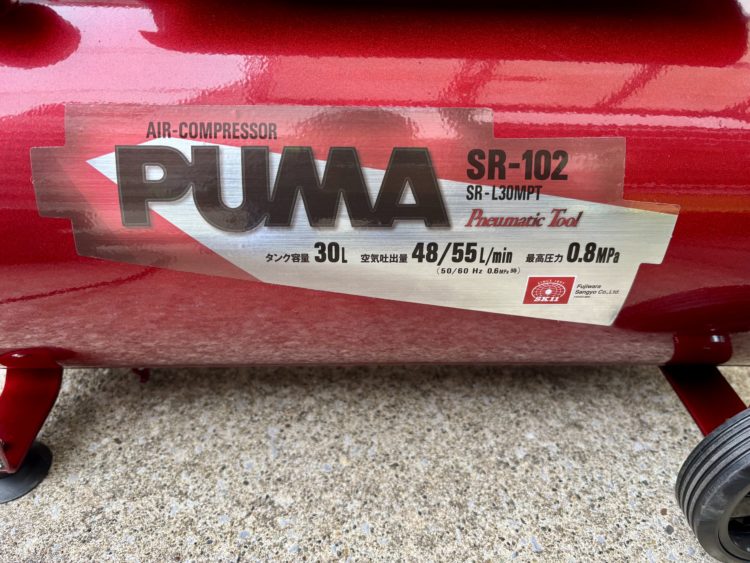 AIR-COMPRESSOR
PUMA
SR-102
SR-L30MPT
Pneumatic Tool
タンク容量 30L 空気吐出量 48/55L/min 最高圧力 0.8MPa
(50/60 Hz 0.6MPa時)
SK11
Fujiwara
Sangyo Co.,Ltd.